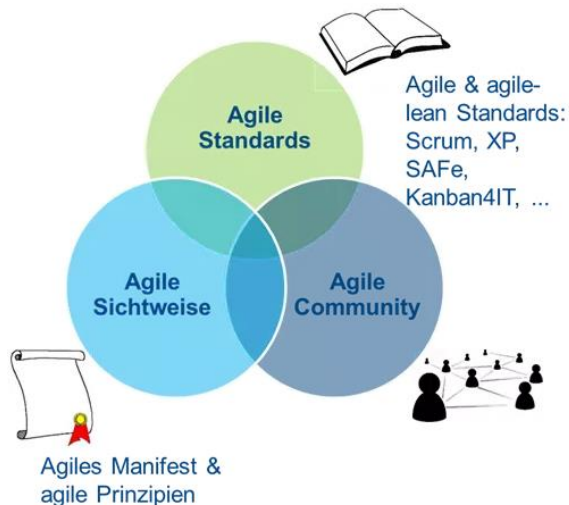 Agile
Standards
Agile & agile-
lean Standards:
Scrum, XP,
SAFe,
Kanban4IT, ...
Agile
Sichtweise
Agile
Community
Agiles Manifest &
agile Prinzipien